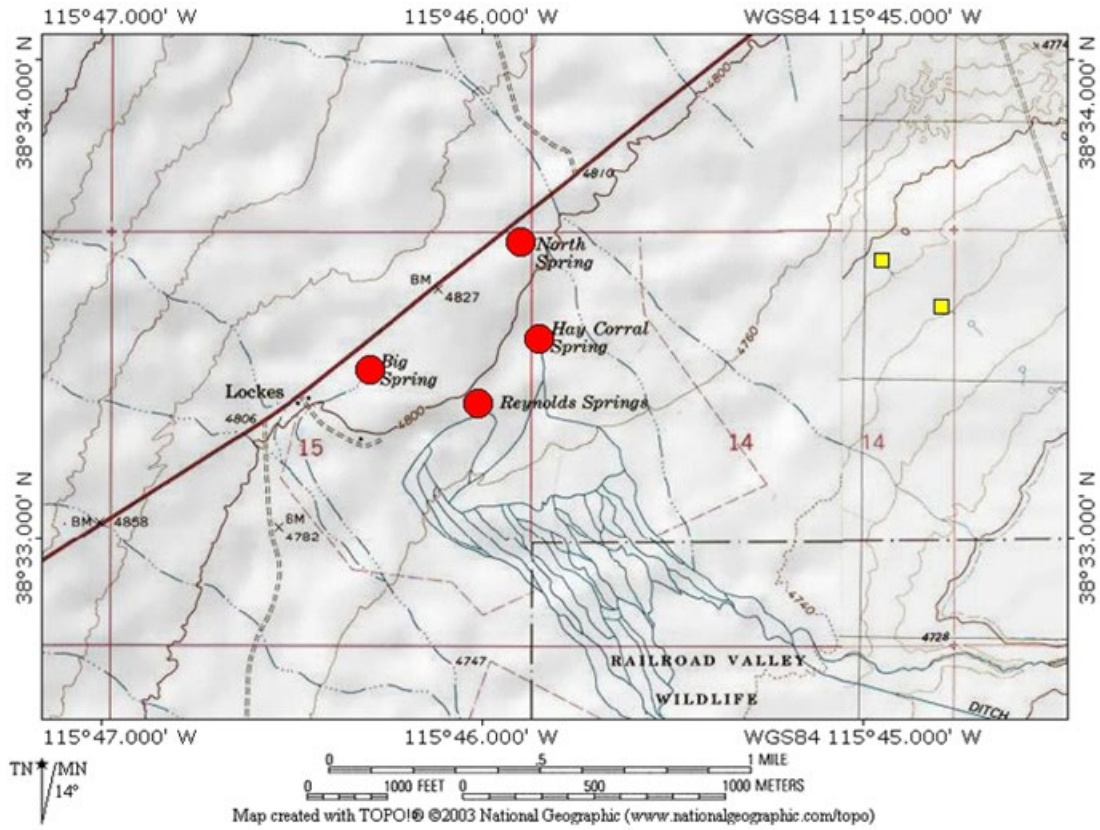 115°47.000' W 115°46.000' W WGS84 115°45.000' W
38°34.000' N
38°34.000' N
4774
4800
4810
North
Spring
BM
4827
Hay Corral
Spring
4760
Big
Spring
Lockes
Reynolds Springs
4800
4806
15
14
14
BM 4858
BM
4782
38°33.000' N
38°33.000' N
4740
4728
4747
RAILROAD VALLEY
WILDLIFE
DITCH
115°47.000' W 115°46.000' W WGS84 115°45.000' W
TN MN
14°
0 .5 1 MILE
0 1000 FEET 0 500 1000 METERS
Map created with TOPO!® ©2003 National Geographic (www.nationalgeographic.com/topo)